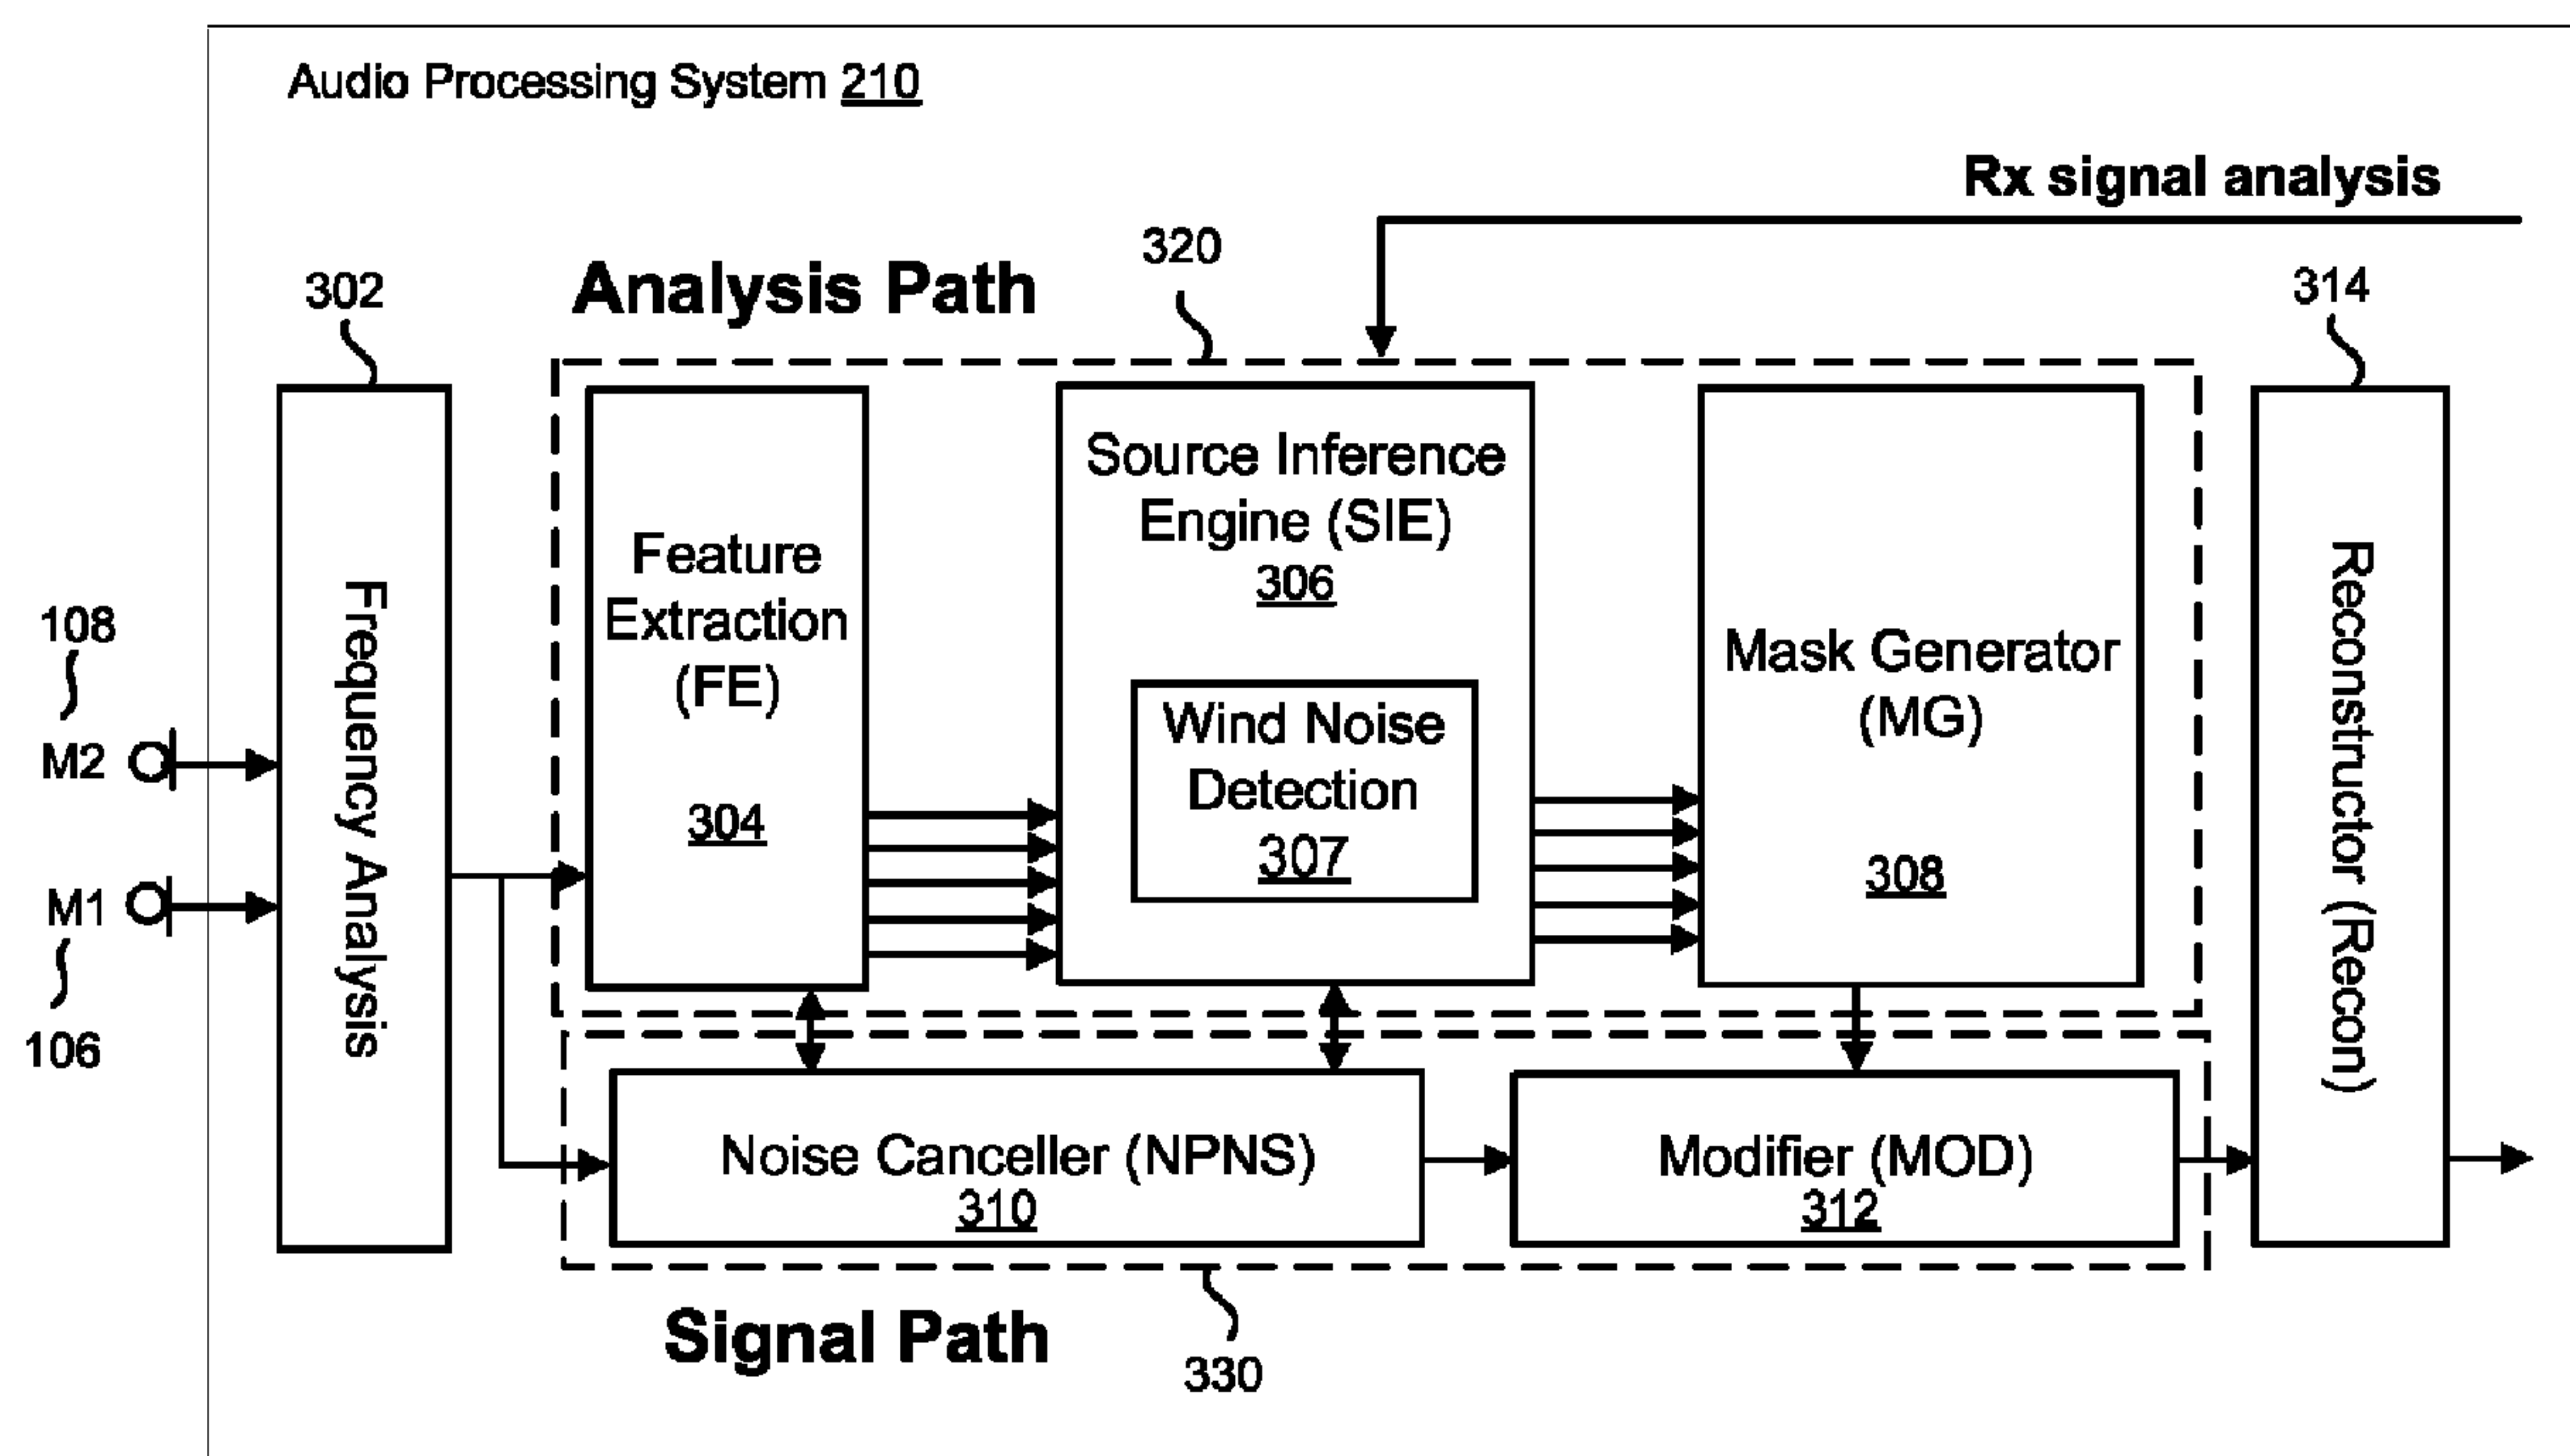 Audio Processing System 210
Rx signal analysis
320
Analysis Path
302
314
Frequency Analysis
108
M2
M1
106
Feature
Extraction
(FE)
304
Source Inference
Engine (SIE)
306
Wind Noise
Detection
307
Mask Generator
(MG)
308
Reconstructor (Recon)
Noise Canceller (NPNS)
310
Modifier (MOD)
312
Signal Path
330